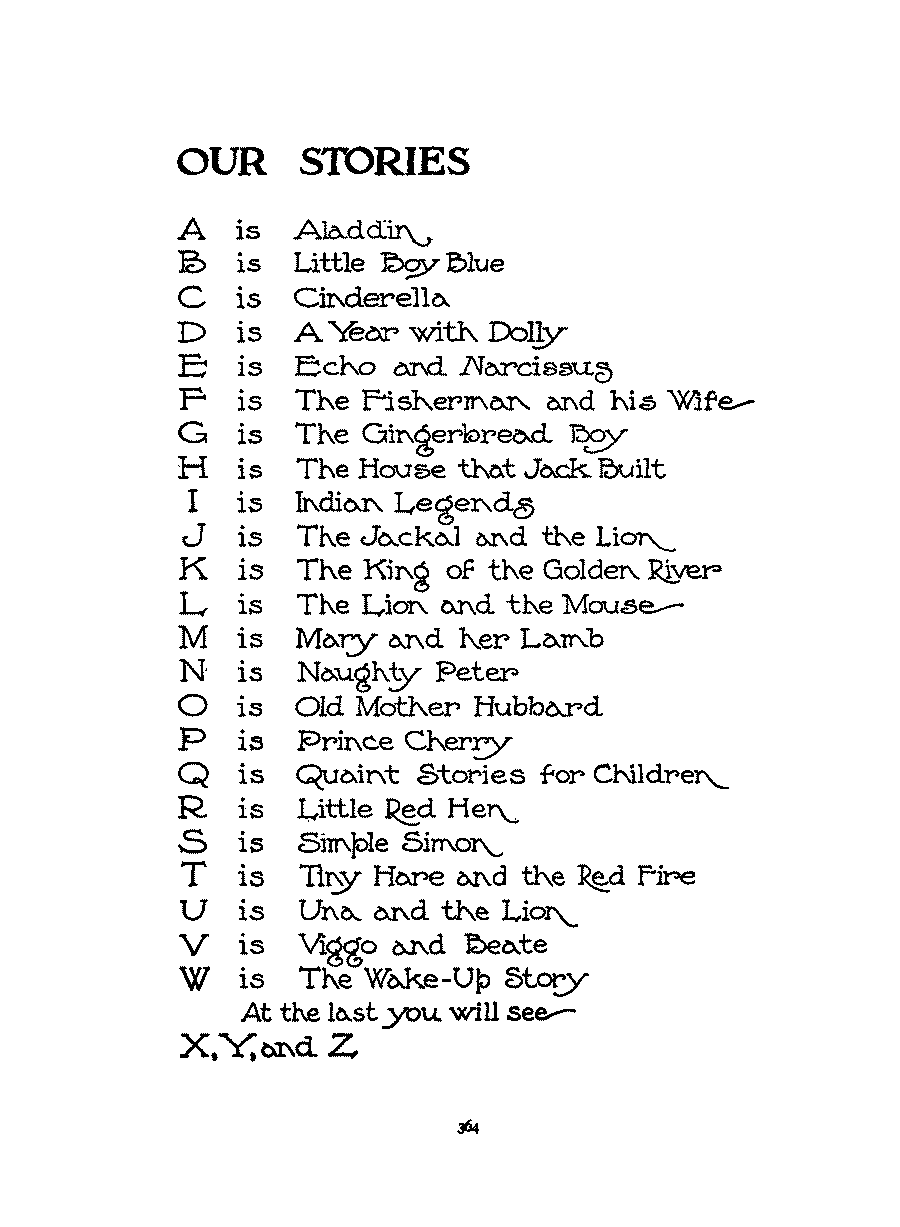 OUR STORIES
A is Aladdin,
B is Little Boy Blue
C is Cinderella
D is A Year with Dolly
E is Echo and Narcissus
F is The Fisherman and his Wife
G is The Gingerbread Boy
H is The House that Jack Built
I is Indian Legends
J is The Jackal and the Lion
K is The King of the Golden River
L is The Lion and the Mouse
M is Mary and her Lamb
N is Naughty Peter
O is Old Mother Hubbard
P is Prince Cherry
Q is Quaint Stories for Children
R is Little Red Hen
S is Simple Simon
T is Tiny Hare and the Red Fire
U is Una and the Lion
V is Viggo and Beate
W is The Wake-Up Story
At the last you will see
X, Y, and Z
364